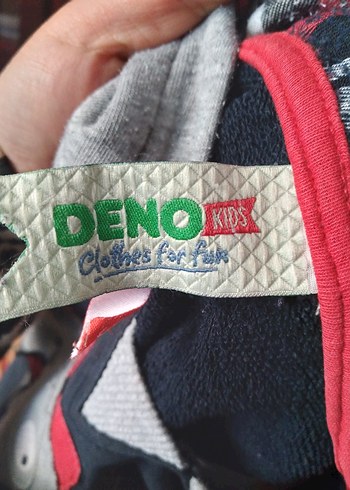 DENO KIDS
Clothes for fun